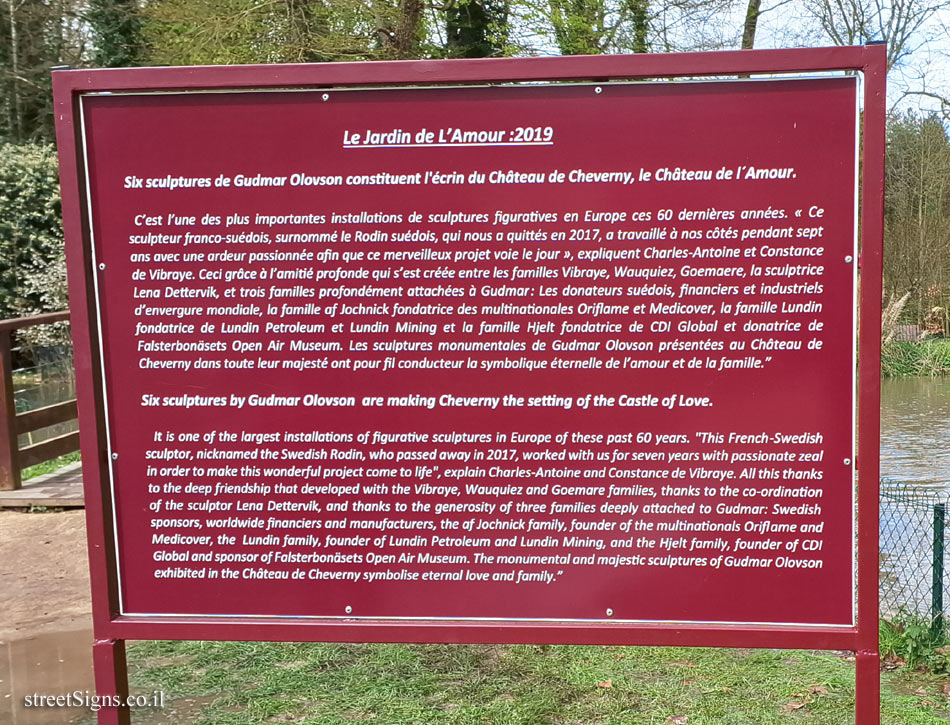 Le Jardin de L'Amour :2019
Six sculptures de Gudmar Olovson constituent l'écrin du Château de Cheverny, le Château de l´Amour.
C'est l'une des plus importantes installations de sculptures figuratives en Europe ces 60 dernières années. « Ce
sculpteur franco-suédois, surnommé le Rodin suédois, qui nous a quittés en 2017, a travaillé à nos côtés pendant sept
ans avec une ardeur passionnée afin que ce merveilleux projet voie le jour », expliquent Charles-Antoine et Constance
de Vibraye. Ceci grâce à l'amitié profonde qui s'est créée entre les familles Vibraye, Wauquiez, Goemaere, la sculptrice
Lena Dettervik, et trois familles profondément attachées à Gudmar: Les donateurs suédois, financiers et industriels
d'envergure mondiale, la famille af Jochnick fondatrice des multinationales Oriflame et Medicover, la famille Lundin
fondatrice de Lundin Petroleum et Lundin Mining et la famille Hjelt fondatrice de CDI Global et donatrice de
Falsterbonäsets Open Air Museum. Les sculptures monumentales de Gudmar Olovson présentées au Château de
Cheverny dans toute leur majesté ont pour fil conducteur la symbolique éternelle de l'amour et de la famille.”
Six sculptures by Gudmar Olovson are making Cheverny the setting of the Castle of Love.
It is one of the largest installations of figurative sculptures in Europe of these past 60 years. "This French-Swedish
sculptor, nicknamed the Swedish Rodin, who passed away in 2017, worked with us for seven years with passionate zeal
in order to make this wonderful project come to life", explain Charles-Antoine and Constance de Vibraye. All this thanks
to the deep friendship that developed with the Vibraye, Wauquiez and Goemare families, thanks to the co-ordination
of the sculptor Lena Dettervik, and thanks to the generosity of three families deeply attached to Gudmar: Swedish
sponsors, worldwide financiers and manufacturers, the af Jochnick family, founder of the multinationals Oriflame and
Medicover, the Lundin family, founder of Lundin Petroleum and Lundin Mining, and the Hjelt family, founder of CDI
Global and sponsor of Falsterbonäsets Open Air Museum. The monumental and majestic sculptures of Gudmar Olovson
exhibited in the Château de Cheverny symbolise eternal love and family.”
streetSigns.co.il